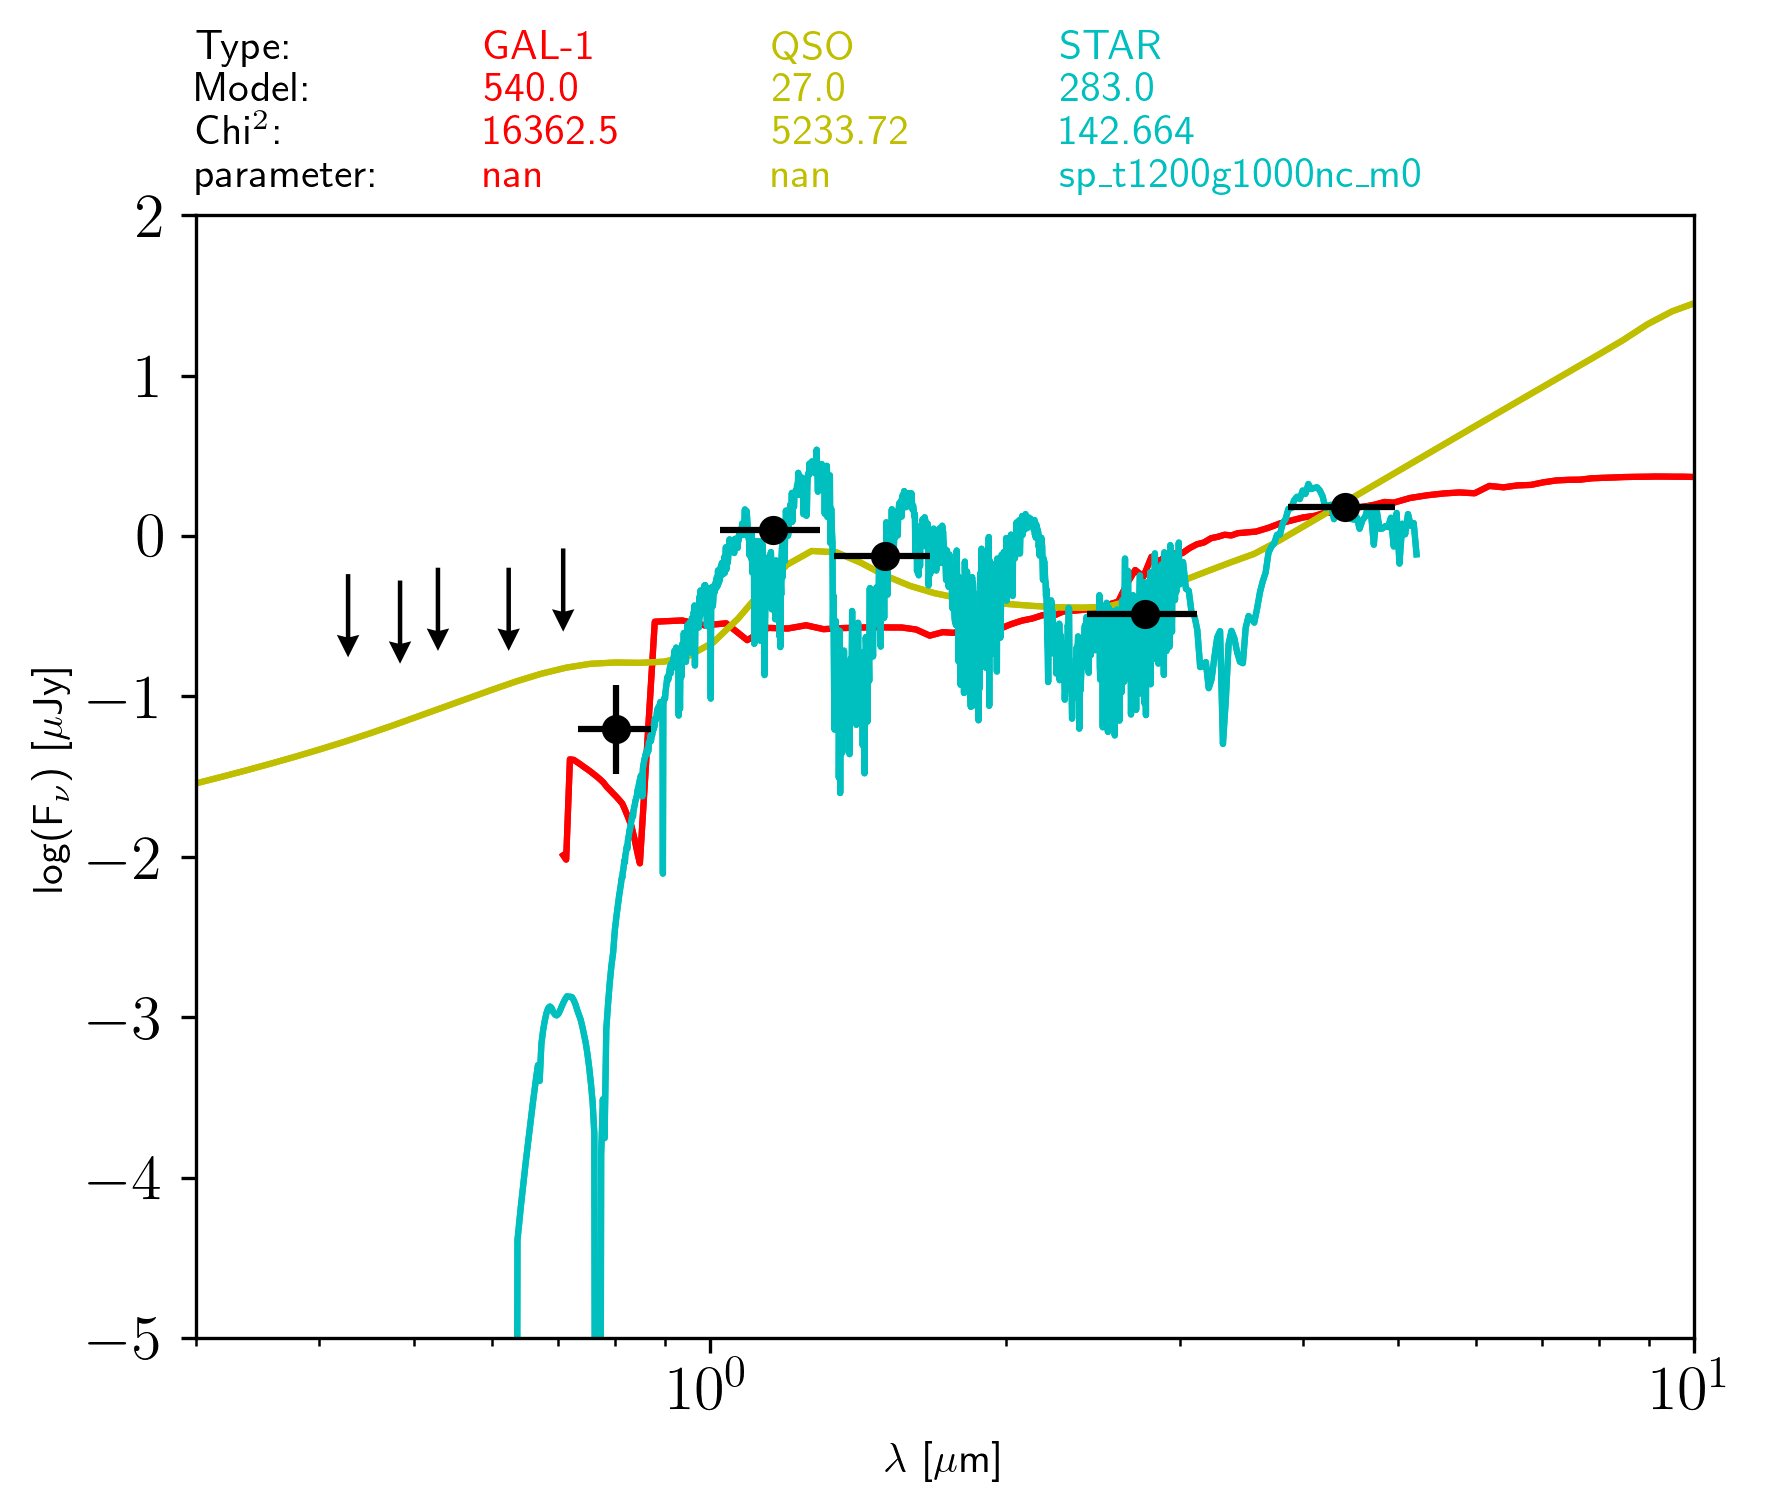 Type: GAL-1 QSO STAR
Model: 540.0 27.0 283.0
Chi²: 16362.5 5233.72 142.664
parameter: nan nan sp_t1200g1000nc_m0
2
1
0
−1
−2
−3
−4
−5
log(Fν) [μJy]
10⁰ 10¹
λ [μm]